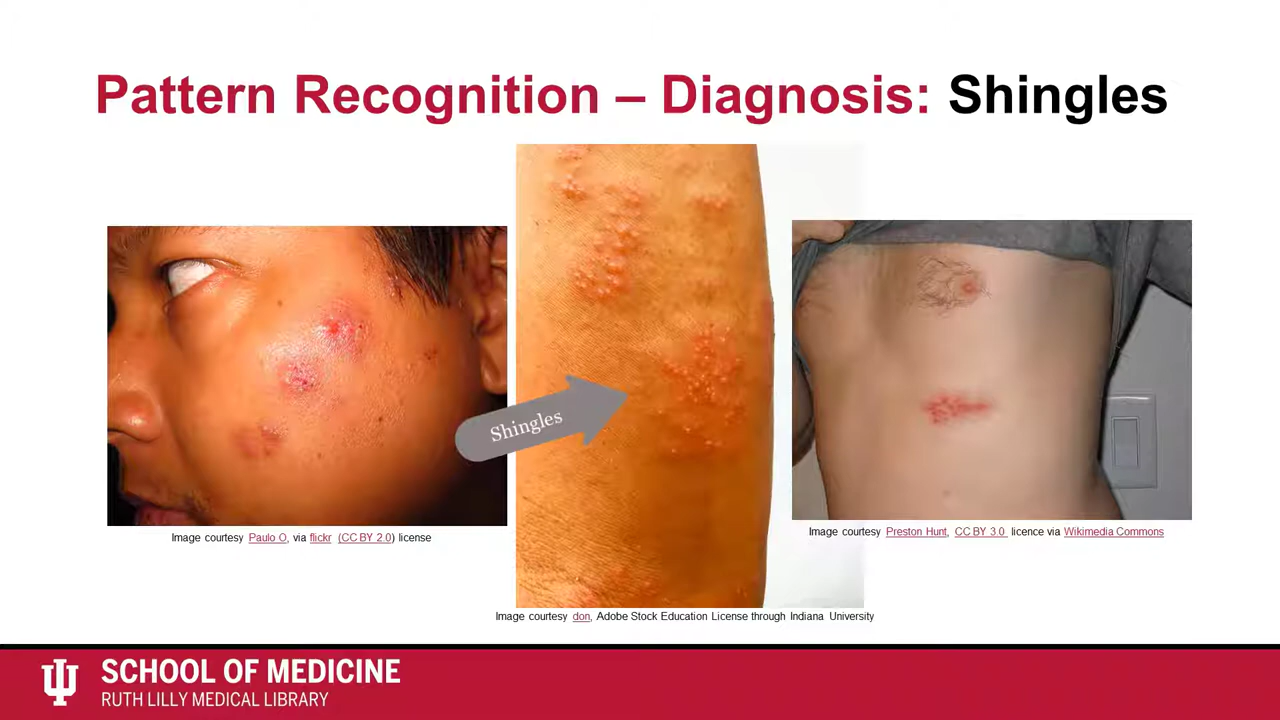 Pattern Recognition – Diagnosis: Shingles
Shingles
Image courtesy Paulo O, via flickr (CC BY 2.0) license
Image courtesy Preston Hunt, CC BY 3.0 licence via Wikimedia Commons
Image courtesy don, Adobe Stock Education License through Indiana University
SCHOOL OF MEDICINE
RUTH LILLY MEDICAL LIBRARY